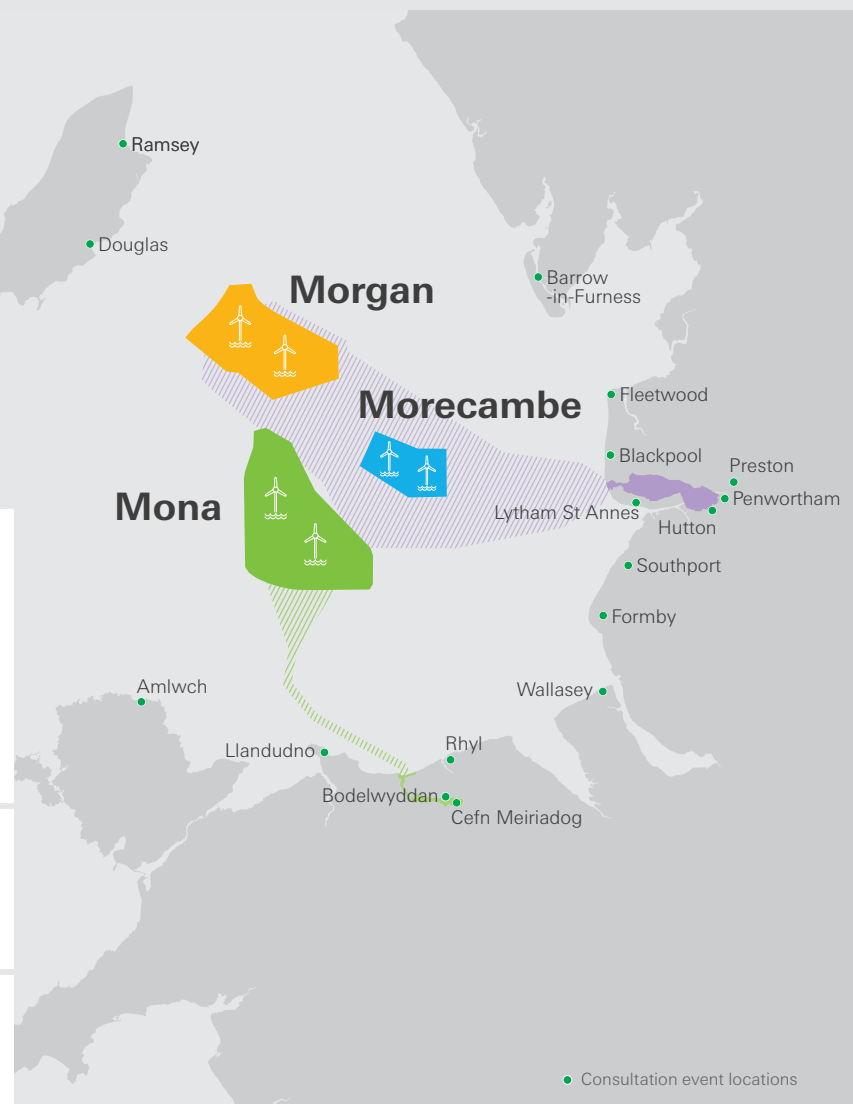 Ramsey
Douglas
Morgan
Barrow
-in-Furness
Morecambe
Fleetwood
Blackpool
Preston
Penwortham
Mona
Lytham St Annes
Hutton
Southport
Formby
Amlwch
Wallasey
Llandudno
Rhyl
Bodelwyddan
Cefn Meiriadog
Consultation event locations